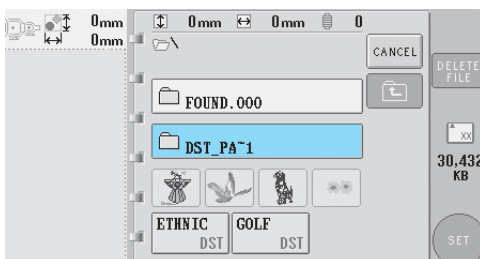 0mm
0mm
0mm 0mm 0
\
CANCEL
DELETE
FILE
FOUND.000
DST_PA~1
XX
30,432
KB
ETHNIC
DST
GOLF
DST
SET